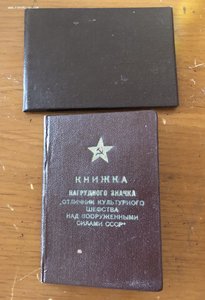 КНИЖКА
НАГРУДНОГО ЗНАЧКА
„ОТЛИЧНИК КУЛЬТУРНОГО
ШЕФСТВА
НАД ВООРУЖЕННЫМИ
СИЛАМИ СССР"